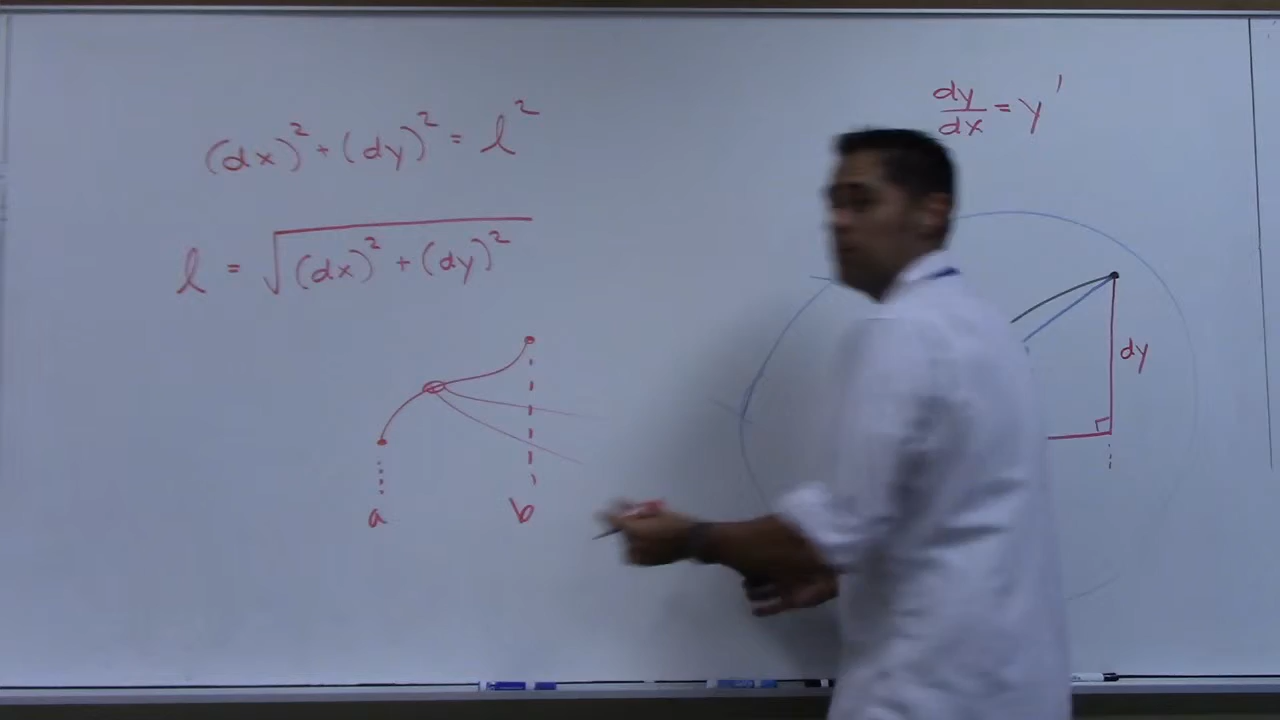 (dx)² + (dy)² = l²
l = √((dx)² + (dy)²)
a
b
dy/dx = y'
dy